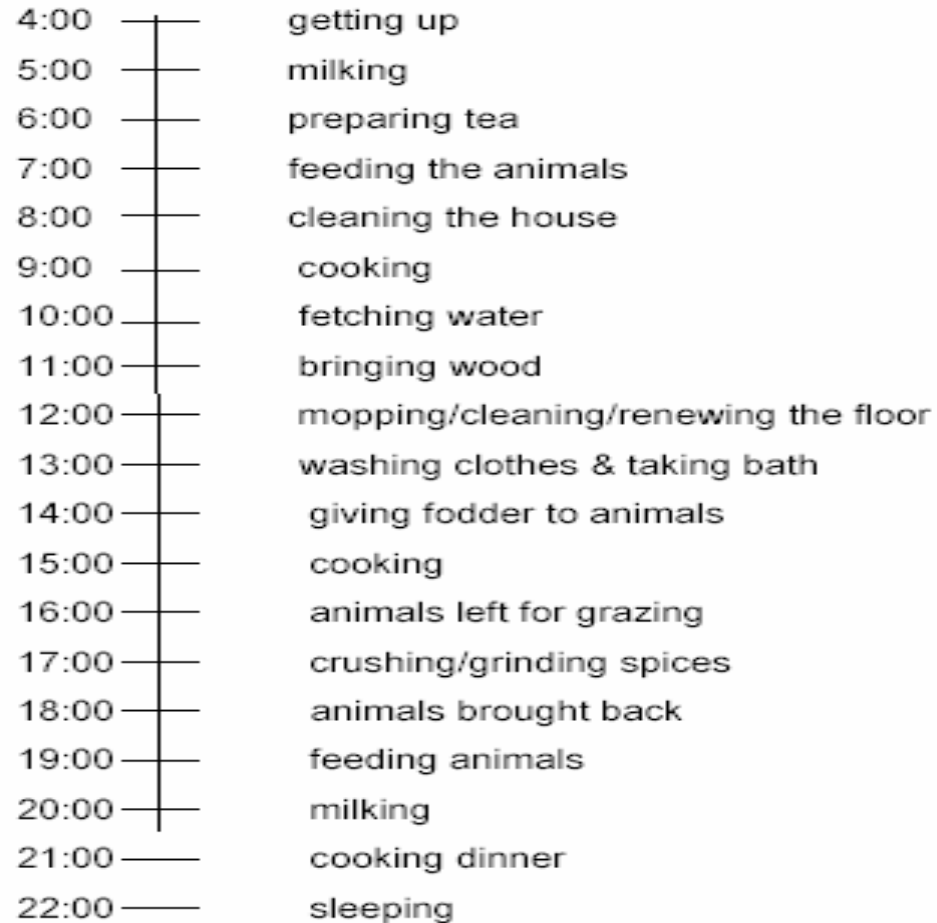 4:00 getting up
5:00 milking
6:00 preparing tea
7:00 feeding the animals
8:00 cleaning the house
9:00 cooking
10:00 fetching water
11:00 bringing wood
12:00 mopping/cleaning/renewing the floor
13:00 washing clothes & taking bath
14:00 giving fodder to animals
15:00 cooking
16:00 animals left for grazing
17:00 crushing/grinding spices
18:00 animals brought back
19:00 feeding animals
20:00 milking
21:00 cooking dinner
22:00 sleeping